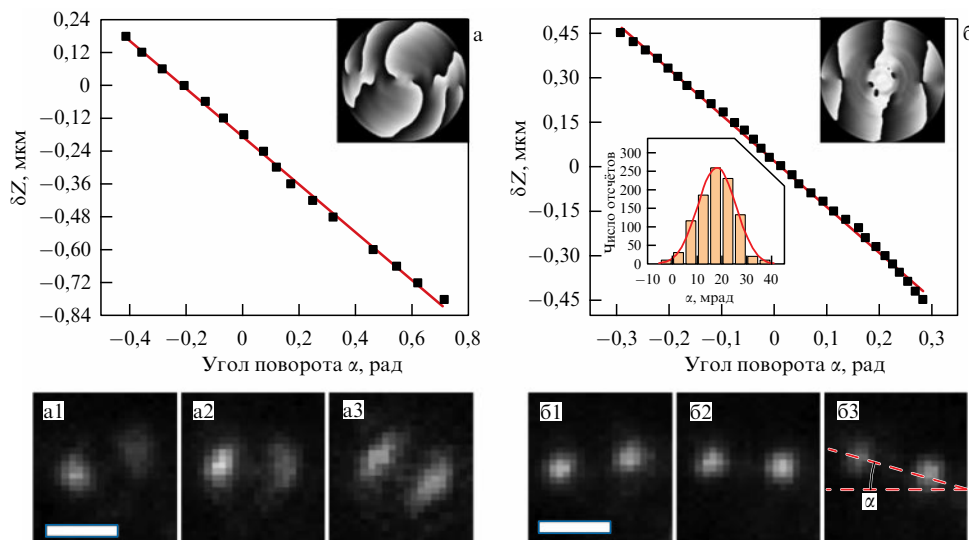 а
δZ, мкм
0,24
0,12
0
−0,12
−0,24
−0,36
−0,48
−0,60
−0,72
−0,84
−0,4 −0,2 0 0,2 0,4 0,6 0,8
Угол поворота α, рад
б
δZ, мкм
0,45
0,30
0,15
0
−0,15
−0,30
−0,45
−0,3 −0,2 −0,1 0 0,1 0,2 0,3
Угол поворота α, рад
Число отсчётов
300
250
200
150
100
50
0
−10 0 10 20 30 40
α, мрад
а1 а2 а3
б1 б2 б3
α